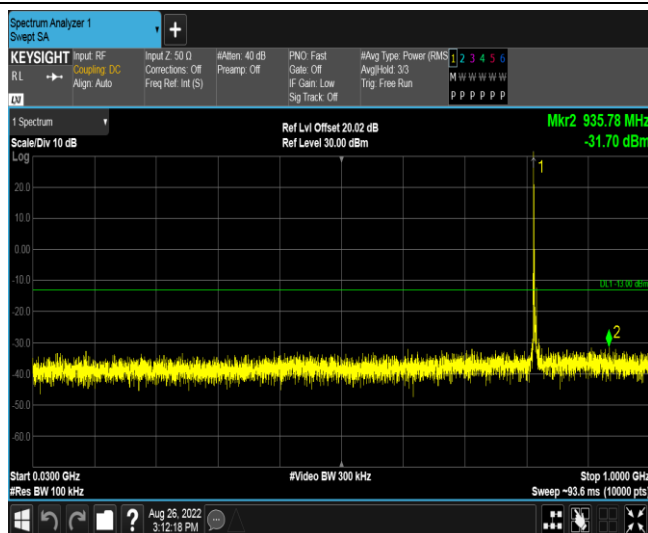 Spectrum Analyzer 1
Swept SA
KEYSIGHT
RL
Input: RF
Coupling: DC
Align: Auto
Input Z: 50 Ω
Corrections: Off
Freq Ref: Int (S)
#Atten: 40 dB
Preamp: Off
PNO: Fast
Gate: Off
IF Gain: Low
Sig Track: Off
#Avg Type: Power (RMS
Avg|Hold: 3/3
Trig: Free Run
1 2 3 4 5 6
M W W W W W
P P P P P P
LXI
1 Spectrum
Scale/Div 10 dB
Ref Lvl Offset 20.02 dB
Ref Level 30.00 dBm
Mkr2 935.78 MHz
-31.70 dBm
Log
1
20.0
10.0
0.00
-10.0
DL1 -13.00 dBm
-20.0
-30.0
2
-40.0
-50.0
-60.0
Start 0.0300 GHz
#Video BW 300 kHz
Stop 1.0000 GHz
#Res BW 100 kHz
Sweep ~93.6 ms (10000 pts)
?
Aug 26, 2022
3:12:18 PM